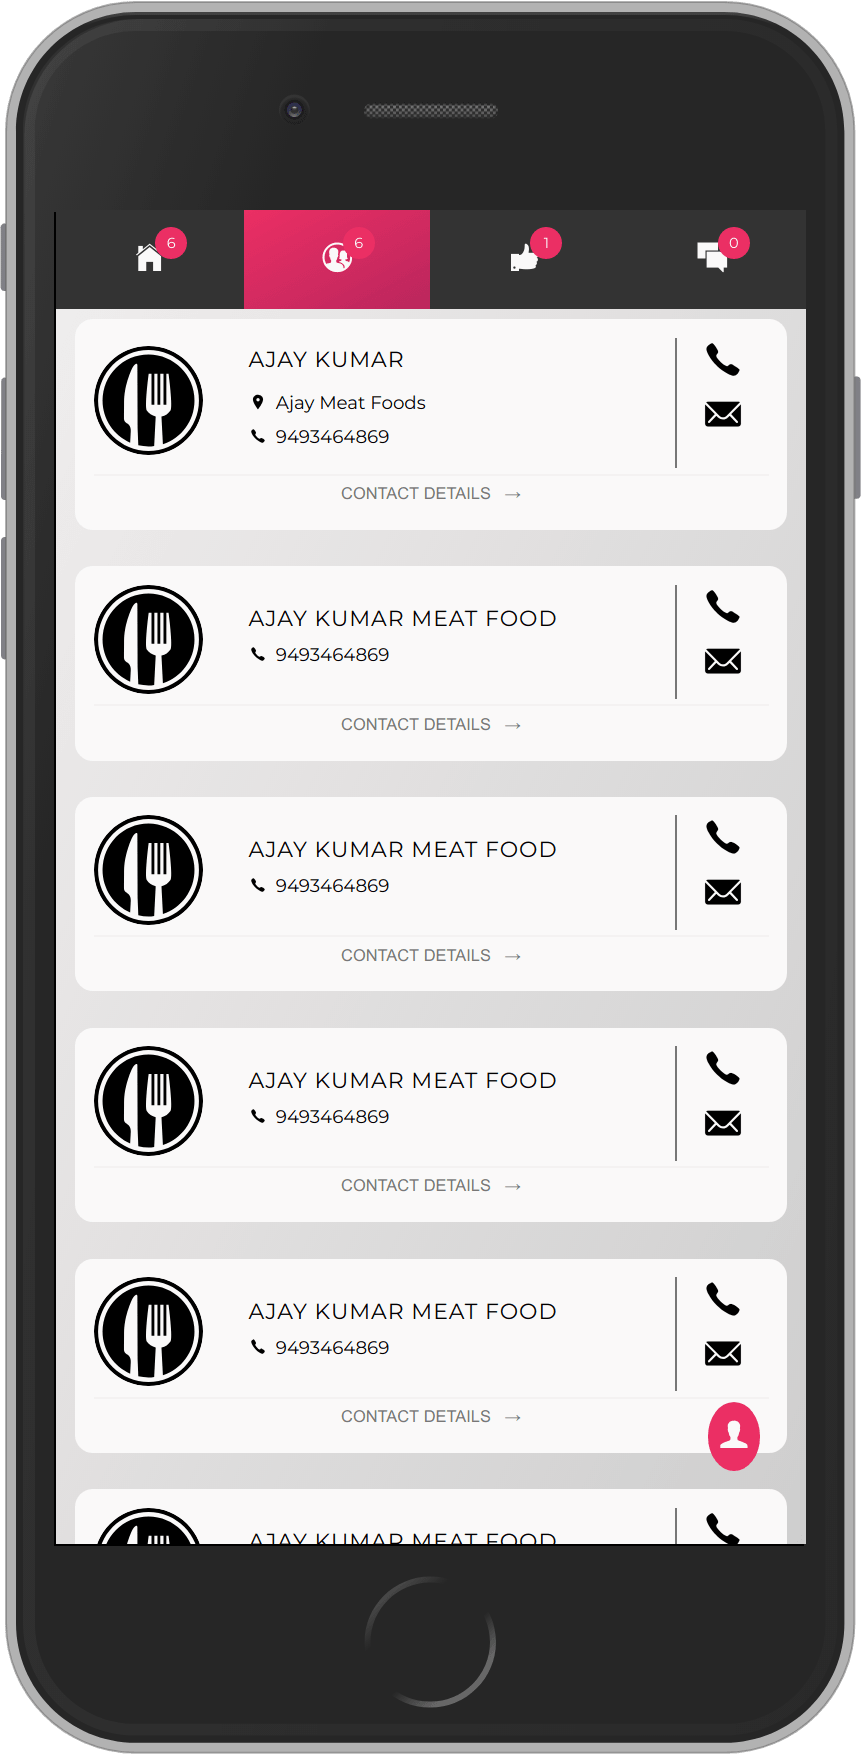 6
6
1
0
AJAY KUMAR
Ajay Meat Foods
9493464869
CONTACT DETAILS →
AJAY KUMAR MEAT FOOD
9493464869
CONTACT DETAILS →
AJAY KUMAR MEAT FOOD
9493464869
CONTACT DETAILS →
AJAY KUMAR MEAT FOOD
9493464869
CONTACT DETAILS →
AJAY KUMAR MEAT FOOD
9493464869
CONTACT DETAILS →
AJAY KUMAR MEAT FOOD